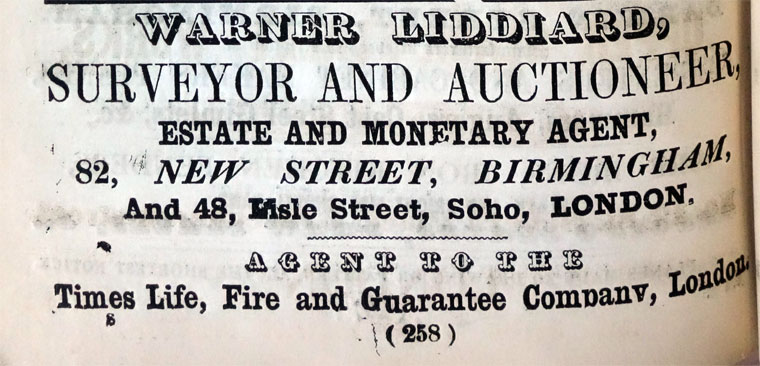 WARNER LIDDIARD,
SURVEYOR AND AUCTIONEER,
ESTATE AND MONETARY AGENT,
82, NEW STREET, BIRMINGHAM,
And 48, Lisle Street, Soho, LONDON.
AGENT TO THE
Times Life, Fire and Guarantee Company, London.
s
(258)